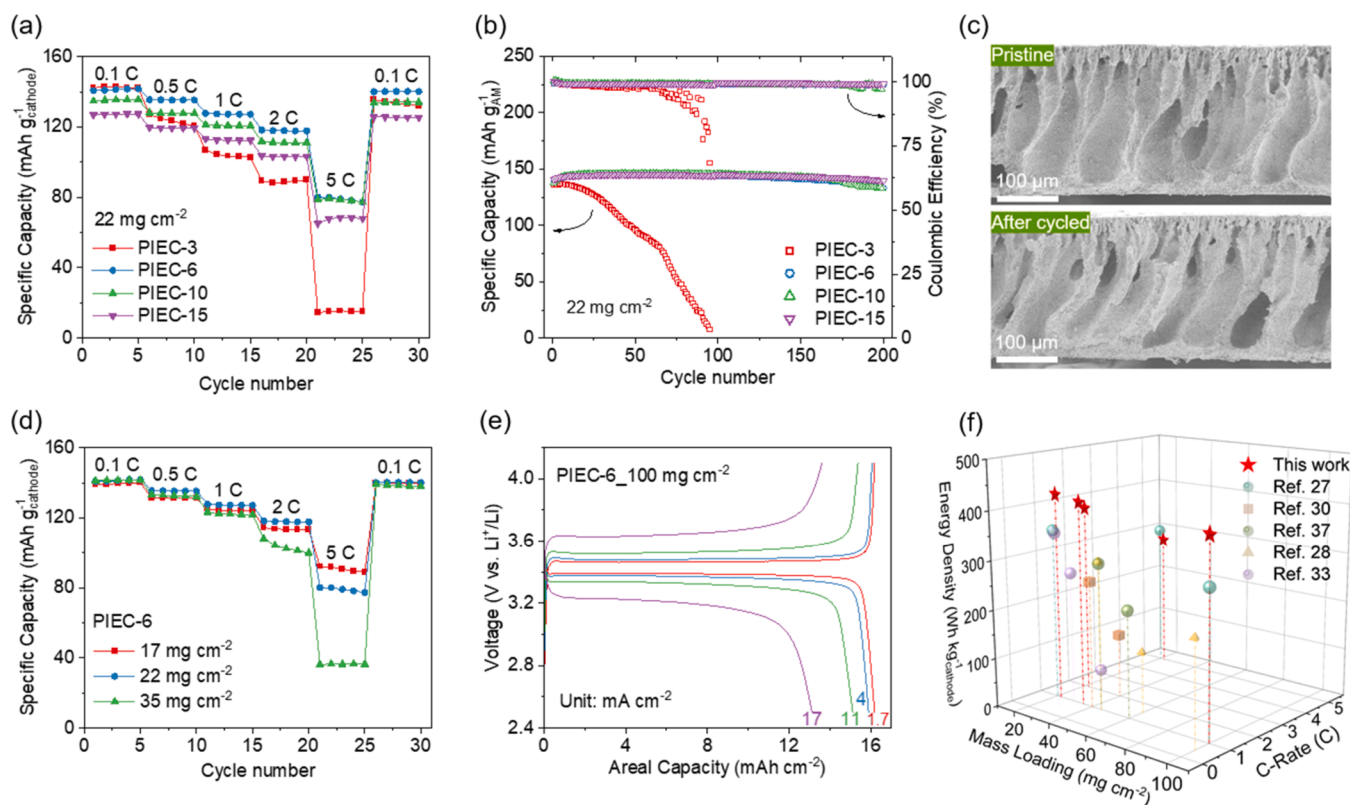 (a)
160
120
80
40
0
Specific Capacity (mAh g⁻¹cathode)
0.1 C
0.5 C
1 C
2 C
5 C
0.1 C
22 mg cm⁻²
PIEC-3
PIEC-6
PIEC-10
PIEC-15
0 5 10 15 20 25 30
Cycle number
(b)
250
225
200
175
150
125
100
75
50
25
0
Specific Capacity (mAh g⁻¹AM)
100
75
50
25
0
Coulombic Efficiency (%)
PIEC-3
PIEC-6
PIEC-10
PIEC-15
22 mg cm⁻²
0 50 100 150 200
Cycle number
(c)
Pristine
100 µm
After cycled
100 µm
(d)
160
120
80
40
0
Specific Capacity (mAh g⁻¹cathode)
0.1 C
0.5 C
1 C
2 C
5 C
0.1 C
PIEC-6
17 mg cm⁻²
22 mg cm⁻²
35 mg cm⁻²
0 5 10 15 20 25 30
Cycle number
(e)
4.0
3.6
3.2
2.8
2.4
Voltage (V vs. Li⁺/Li)
PIEC-6_100 mg cm⁻²
Unit: mA cm⁻²
17
11
4
1.7
0 4 8 12 16
Areal Capacity (mAh cm⁻²)
(f)
500
400
300
200
100
0
Energy Density (Wh kg⁻¹cathode)
This work
Ref. 27
Ref. 30
Ref. 37
Ref. 28
Ref. 33
20 40 60 80 100
Mass Loading (mg cm⁻²)
0 1 2 3 4 5
C-Rate (C)